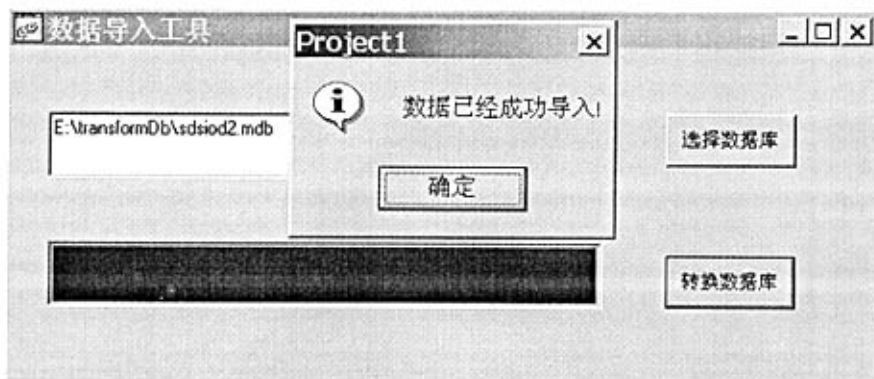 数据导入工具
Project1
数据已经成功导入!
确定
E:\transformDb\sdsiod2.mdb
选择数据库
转换数据库